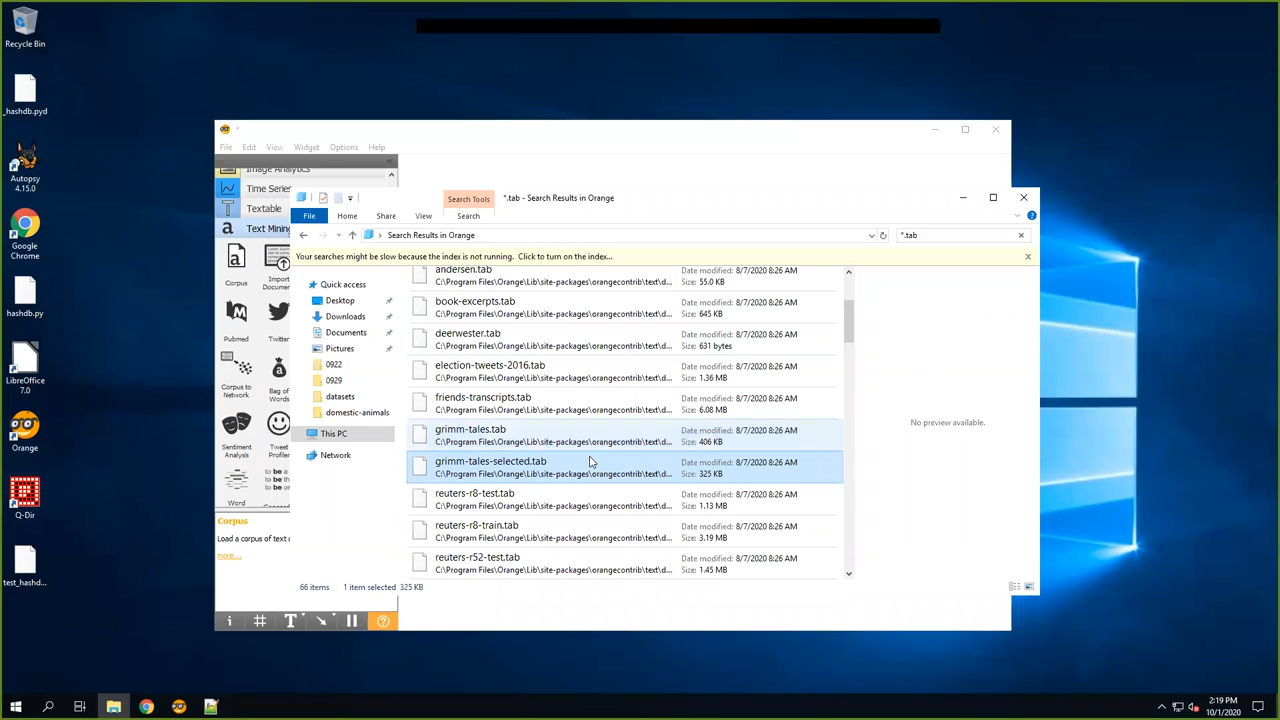 Recycle Bin
_hashdb.pyd
Autopsy
4.15.0
Google
Chrome
hashdb.py
LibreOffice
7.0
Orange
Q-Dir
test_hashd...
File Edit View Widget Options Help
Image Analytics
Time Series
Textable
Text Mining
Corpus
Import
Pubmed
Twitter
Corpus to
Network
Bag of
Words
Sentiment
Analysis
Tweet
Word
Corpus
Load a corpus of text
more...
Search Tools
*.tab - Search Results in Orange
File Home Share View Search
Search Results in Orange
*.tab
Your searches might be slow because the index is not running. Click to turn on the index...
Quick access
Desktop
Downloads
Documents
Pictures
0922
0929
datasets
domestic-animals
This PC
Network
andersen.tab Date modified: 8/7/2020 8:26 AM
C:\Program Files\Orange\Lib\site-packages\orangecontrib\text\d... Size: 55.0 KB
book-excerpts.tab Date modified: 8/7/2020 8:26 AM
C:\Program Files\Orange\Lib\site-packages\orangecontrib\text\d... Size: 645 KB
deerwester.tab Date modified: 8/7/2020 8:26 AM
C:\Program Files\Orange\Lib\site-packages\orangecontrib\text\d... Size: 631 bytes
election-tweets-2016.tab Date modified: 8/7/2020 8:26 AM
C:\Program Files\Orange\Lib\site-packages\orangecontrib\text\d... Size: 1.36 MB
friends-transcripts.tab Date modified: 8/7/2020 8:26 AM
C:\Program Files\Orange\Lib\site-packages\orangecontrib\text\d... Size: 6.08 MB
grimm-tales.tab Date modified: 8/7/2020 8:26 AM
C:\Program Files\Orange\Lib\site-packages\orangecontrib\text\d... Size: 406 KB
grimm-tales-selected.tab Date modified: 8/7/2020 8:26 AM
C:\Program Files\Orange\Lib\site-packages\orangecontrib\text\d... Size: 325 KB
reuters-r8-test.tab Date modified: 8/7/2020 8:26 AM
C:\Program Files\Orange\Lib\site-packages\orangecontrib\text\d... Size: 1.13 MB
reuters-r8-train.tab Date modified: 8/7/2020 8:26 AM
C:\Program Files\Orange\Lib\site-packages\orangecontrib\text\d... Size: 3.19 MB
reuters-r52-test.tab Date modified: 8/7/2020 8:26 AM
C:\Program Files\Orange\Lib\site-packages\orangecontrib\text\d... Size: 1.45 MB
No preview available.
66 items 1 item selected 325 KB
2:19 PM
10/1/2020